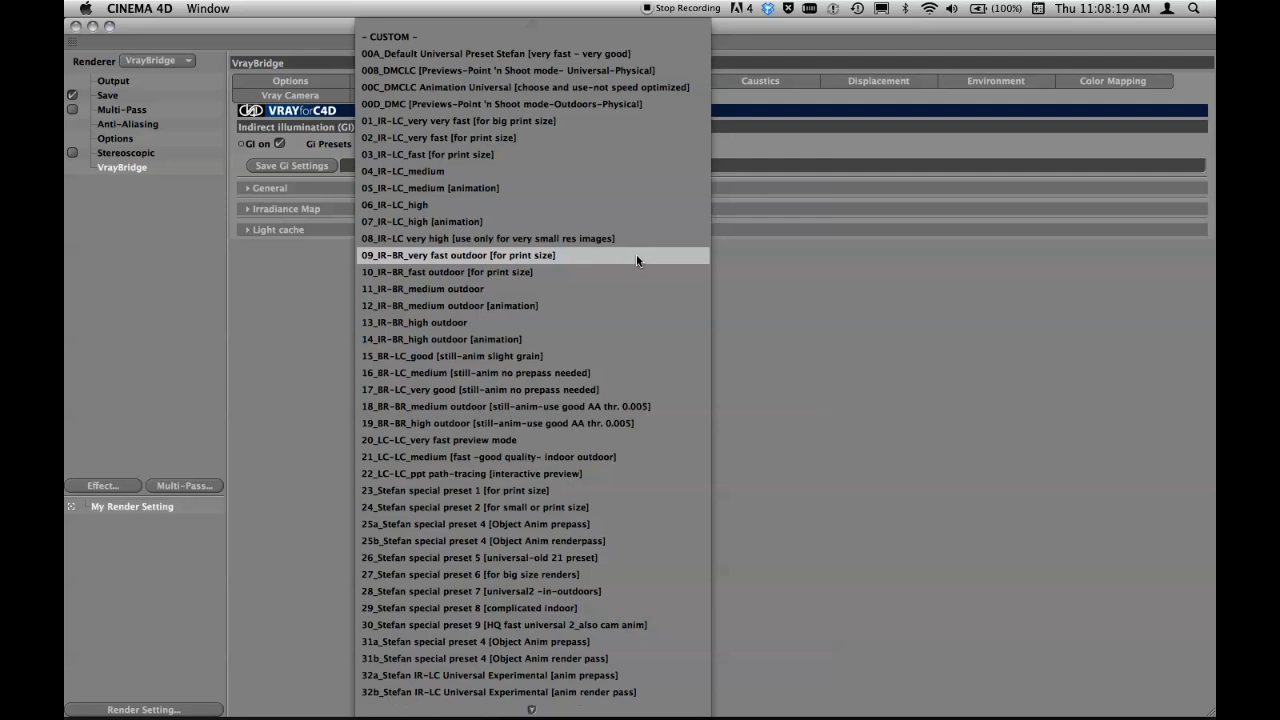 CINEMA 4D Window Stop Recording 4 (100%) Thu 11:08:19 AM
Renderer VrayBridge
Output
Save
Multi-Pass
Anti-Aliasing
Options
Stereoscopic
VrayBridge
Effect... Multi-Pass...
My Render Setting
Render Setting...
VrayBridge
Options Caustics Displacement Environment Color Mapping
Vray Camera
VRAYforC4D
Indirect Illumination (GI)
GI on GI Presets
Save GI Settings
General
Irradiance Map
Light cache
- CUSTOM -
00A_Default Universal Preset Stefan [very fast - very good]
00B_DMCLC [Previews-Point 'n Shoot mode- Universal-Physical]
00C_DMCLC Animation Universal [choose and use-not speed optimized]
00D_DMC [Previews-Point 'n Shoot mode-Outdoors-Physical]
01_IR-LC_very very fast [for big print size]
02_IR-LC_very fast [for print size]
03_IR-LC_fast [for print size]
04_IR-LC_medium
05_IR-LC_medium [animation]
06_IR-LC_high
07_IR-LC_high [animation]
08_IR-LC very high [use only for very small res images]
09_IR-BR_very fast outdoor [for print size]
10_IR-BR_fast outdoor [for print size]
11_IR-BR_medium outdoor
12_IR-BR_medium outdoor [animation]
13_IR-BR_high outdoor
14_IR-BR_high outdoor [animation]
15_BR-LC_good [still-anim slight grain]
16_BR-LC_medium [still-anim no prepass needed]
17_BR-LC_very good [still-anim no prepass needed]
18_BR-BR_medium outdoor [still-anim-use good AA thr. 0.005]
19_BR-BR_high outdoor [still-anim-use good AA thr. 0.005]
20_LC-LC_very fast preview mode
21_LC-LC_medium [fast -good quality- indoor outdoor]
22_LC-LC_ppt path-tracing [interactive preview]
23_Stefan special preset 1 [for print size]
24_Stefan special preset 2 [for small or print size]
25a_Stefan special preset 4 [Object Anim prepass]
25b_Stefan special preset 4 [Object Anim renderpass]
26_Stefan special preset 5 [universal-old 21 preset]
27_Stefan special preset 6 [for big size renders]
28_Stefan special preset 7 [universal2 -in-outdoors]
29_Stefan special preset 8 [complicated indoor]
30_Stefan special preset 9 [HQ fast universal 2_also cam anim]
31a_Stefan special preset 4 [Object Anim prepass]
31b_Stefan special preset 4 [Object Anim render pass]
32a_Stefan IR-LC Universal Experimental [anim prepass]
32b_Stefan IR-LC Universal Experimental [anim render pass]